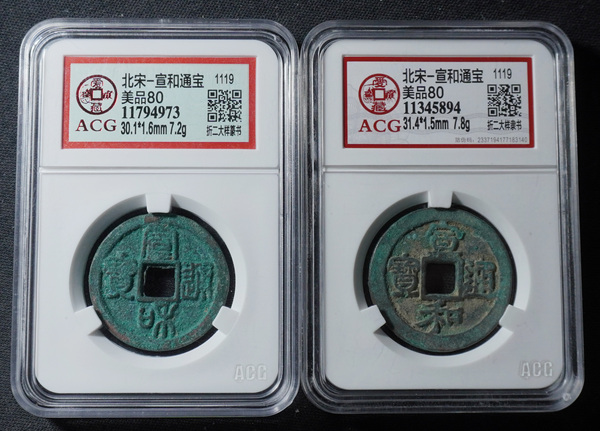 北宋-宣和通宝 1119
美品80
11794973
ACG 30.1*1.6mm 7.2g 折二大样篆书
宣和通寶
ACG
北宋-宣和通宝 1119
美品80
11345894
ACG 31.4*1.5mm 7.8g 折二大样篆书
宣和通寶
ACG